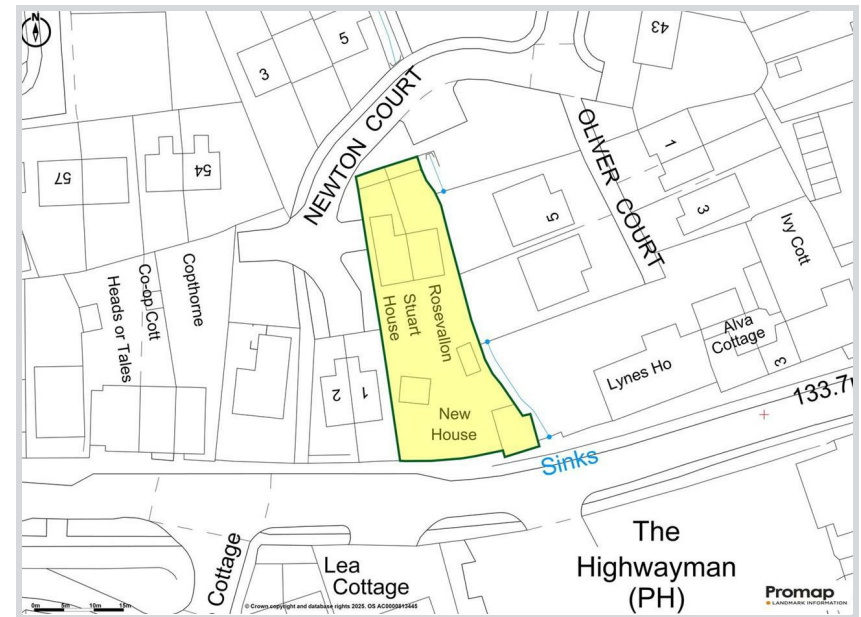 N
5
3
43
NEWTON COURT
OLIVER COURT
1
57
54
5
3
Ivy Cott
Copthorne
Co-op Cott
Heads or Tales
Rosevallon
Stuart
House
Alva
Cottage
3
Lynes Ho
2
1
133.7
New
House
Sinks
The
Highwayman
(PH)
Lea
Cottage
Cottage
Promap
LANDMARK INFORMATION
0m 5m 10m 15m
© Crown copyright and database rights 2025. OS AC0000813445